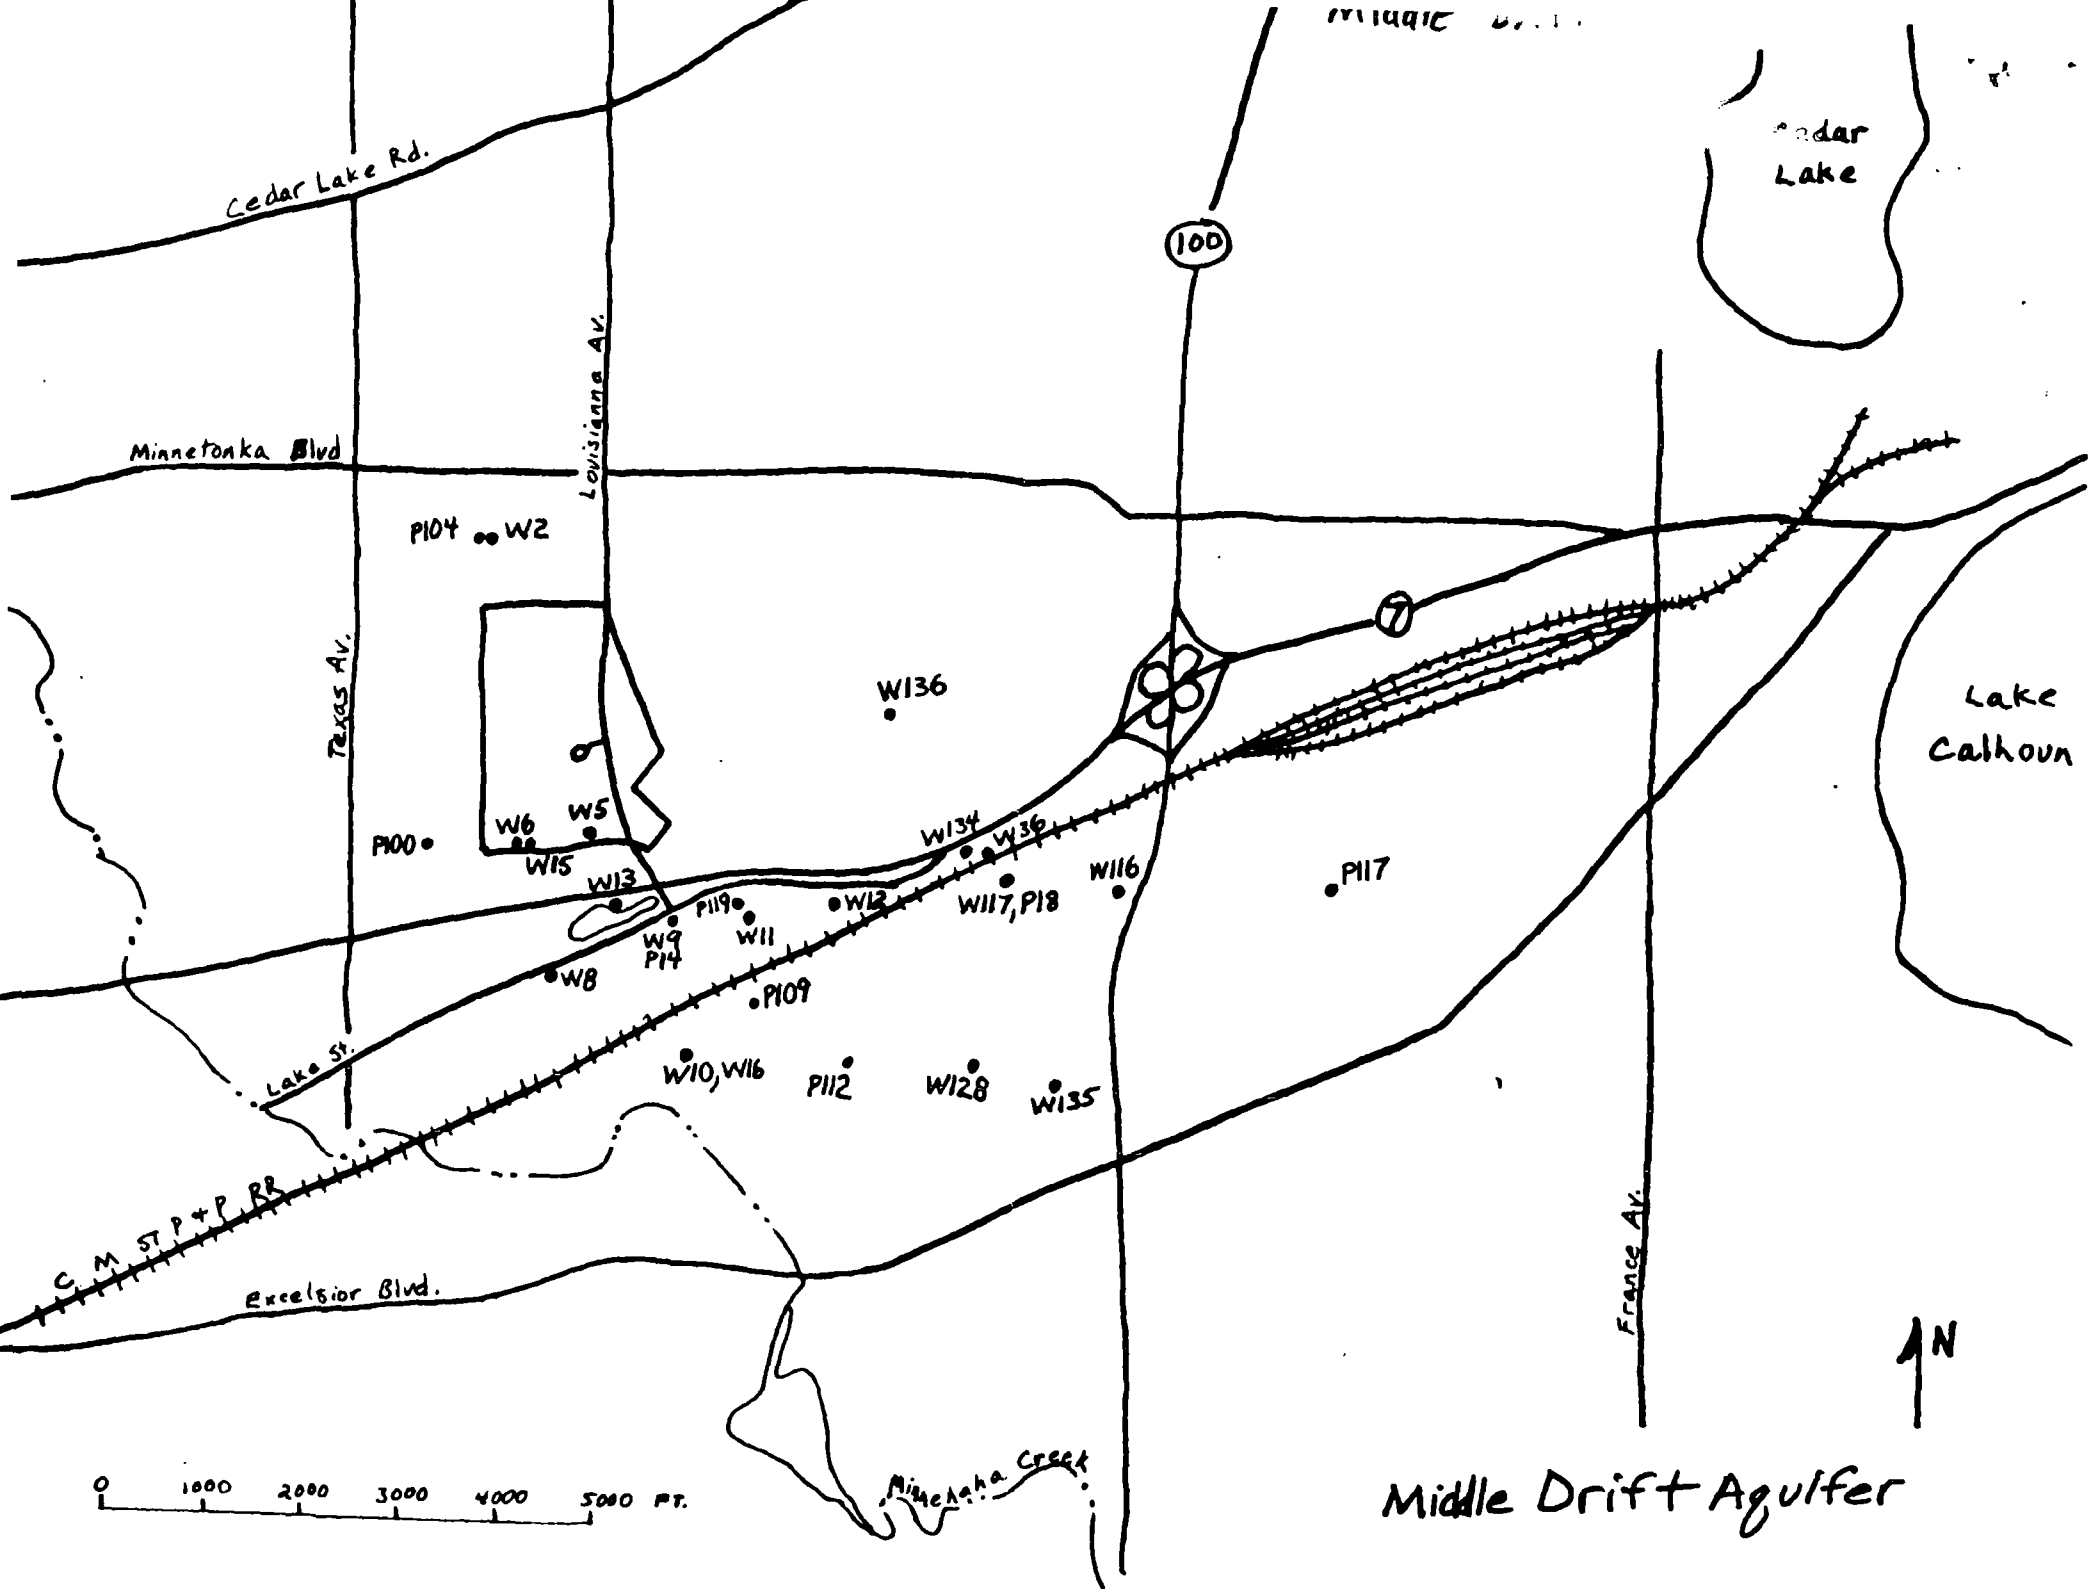 Middle
Cedar Lake Rd.
100
Lake
Louisianna Av.
Minnetonka Blvd
P104
W2
7
Texas Av.
W136
Lake
Calhoun
W5
W6
W15
P100
W134
W36
W13
P119
W12
W117, P18
W116
P117
W9
P14
W11
W8
P109
Lake St.
W10, W16
P112
W128
W135
C M ST P + P RR
Excelsior Blvd.
France Av.
N
Minnehaha Creek
0 1000 2000 3000 4000 5000 FT.
Middle Drift Aquifer